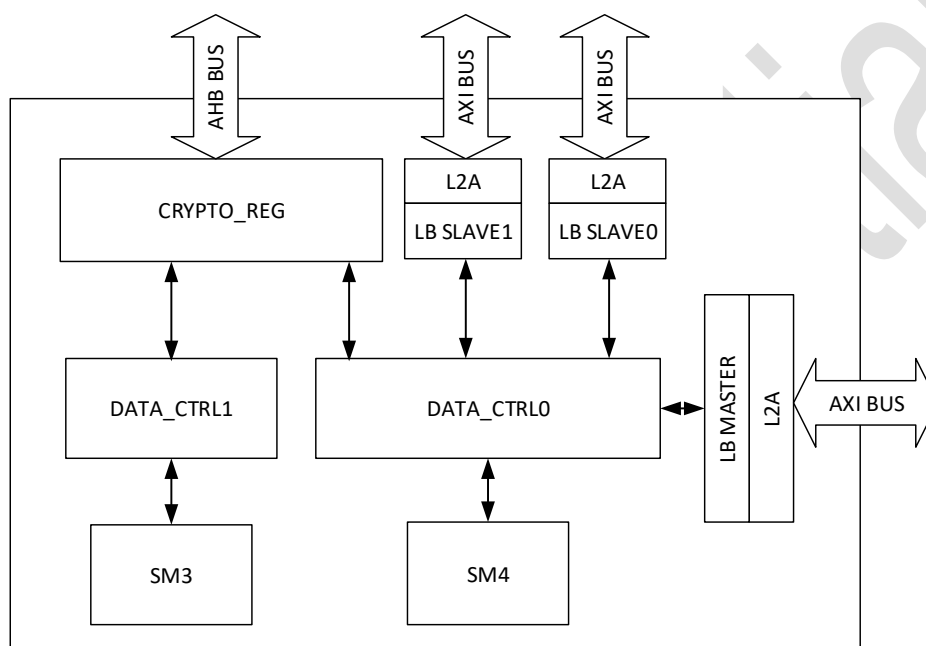 AHB BUS
AXI BUS
AXI BUS
CRYPTO_REG
L2A
LB SLAVE1
L2A
LB SLAVE0
DATA_CTRL1
DATA_CTRL0
LB MASTER
L2A
AXI BUS
SM3
SM4